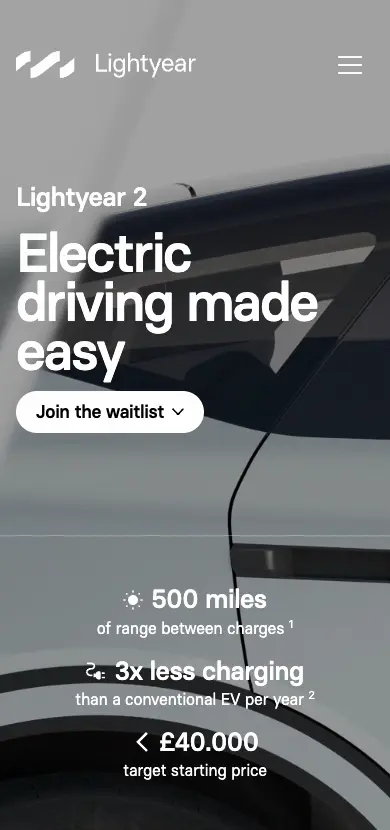 Lightyear
Lightyear 2
Electric
driving made
easy
Join the waitlist
500 miles
of range between charges ¹
3x less charging
than a conventional EV per year ²
< £40.000
target starting price